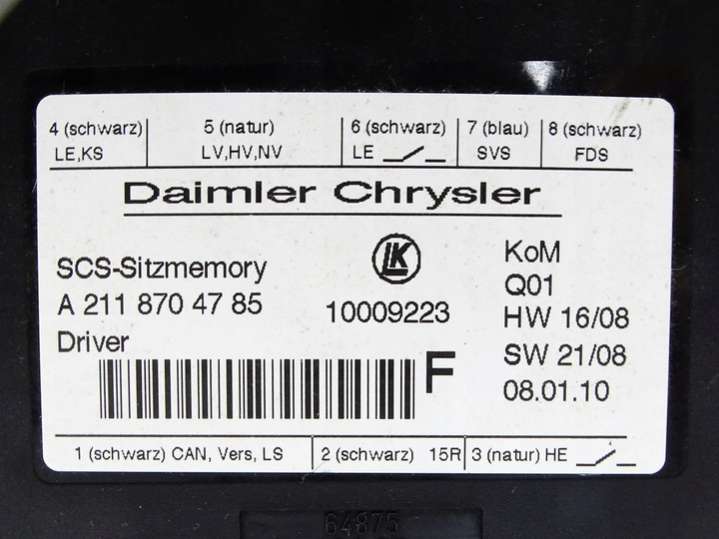 4 (schwarz) 5 (natur) 6 (schwarz) 7 (blau) 8 (schwarz)
LE,KS LV,HV,NV LE SVS FDS
Daimler Chrysler
SCS-Sitzmemory
A 211 870 47 85
Driver
LK
10009223
F
KoM
Q01
HW 16/08
SW 21/08
08.01.10
1 (schwarz) CAN, Vers, LS 2 (schwarz) 15R 3 (natur) HE
64875